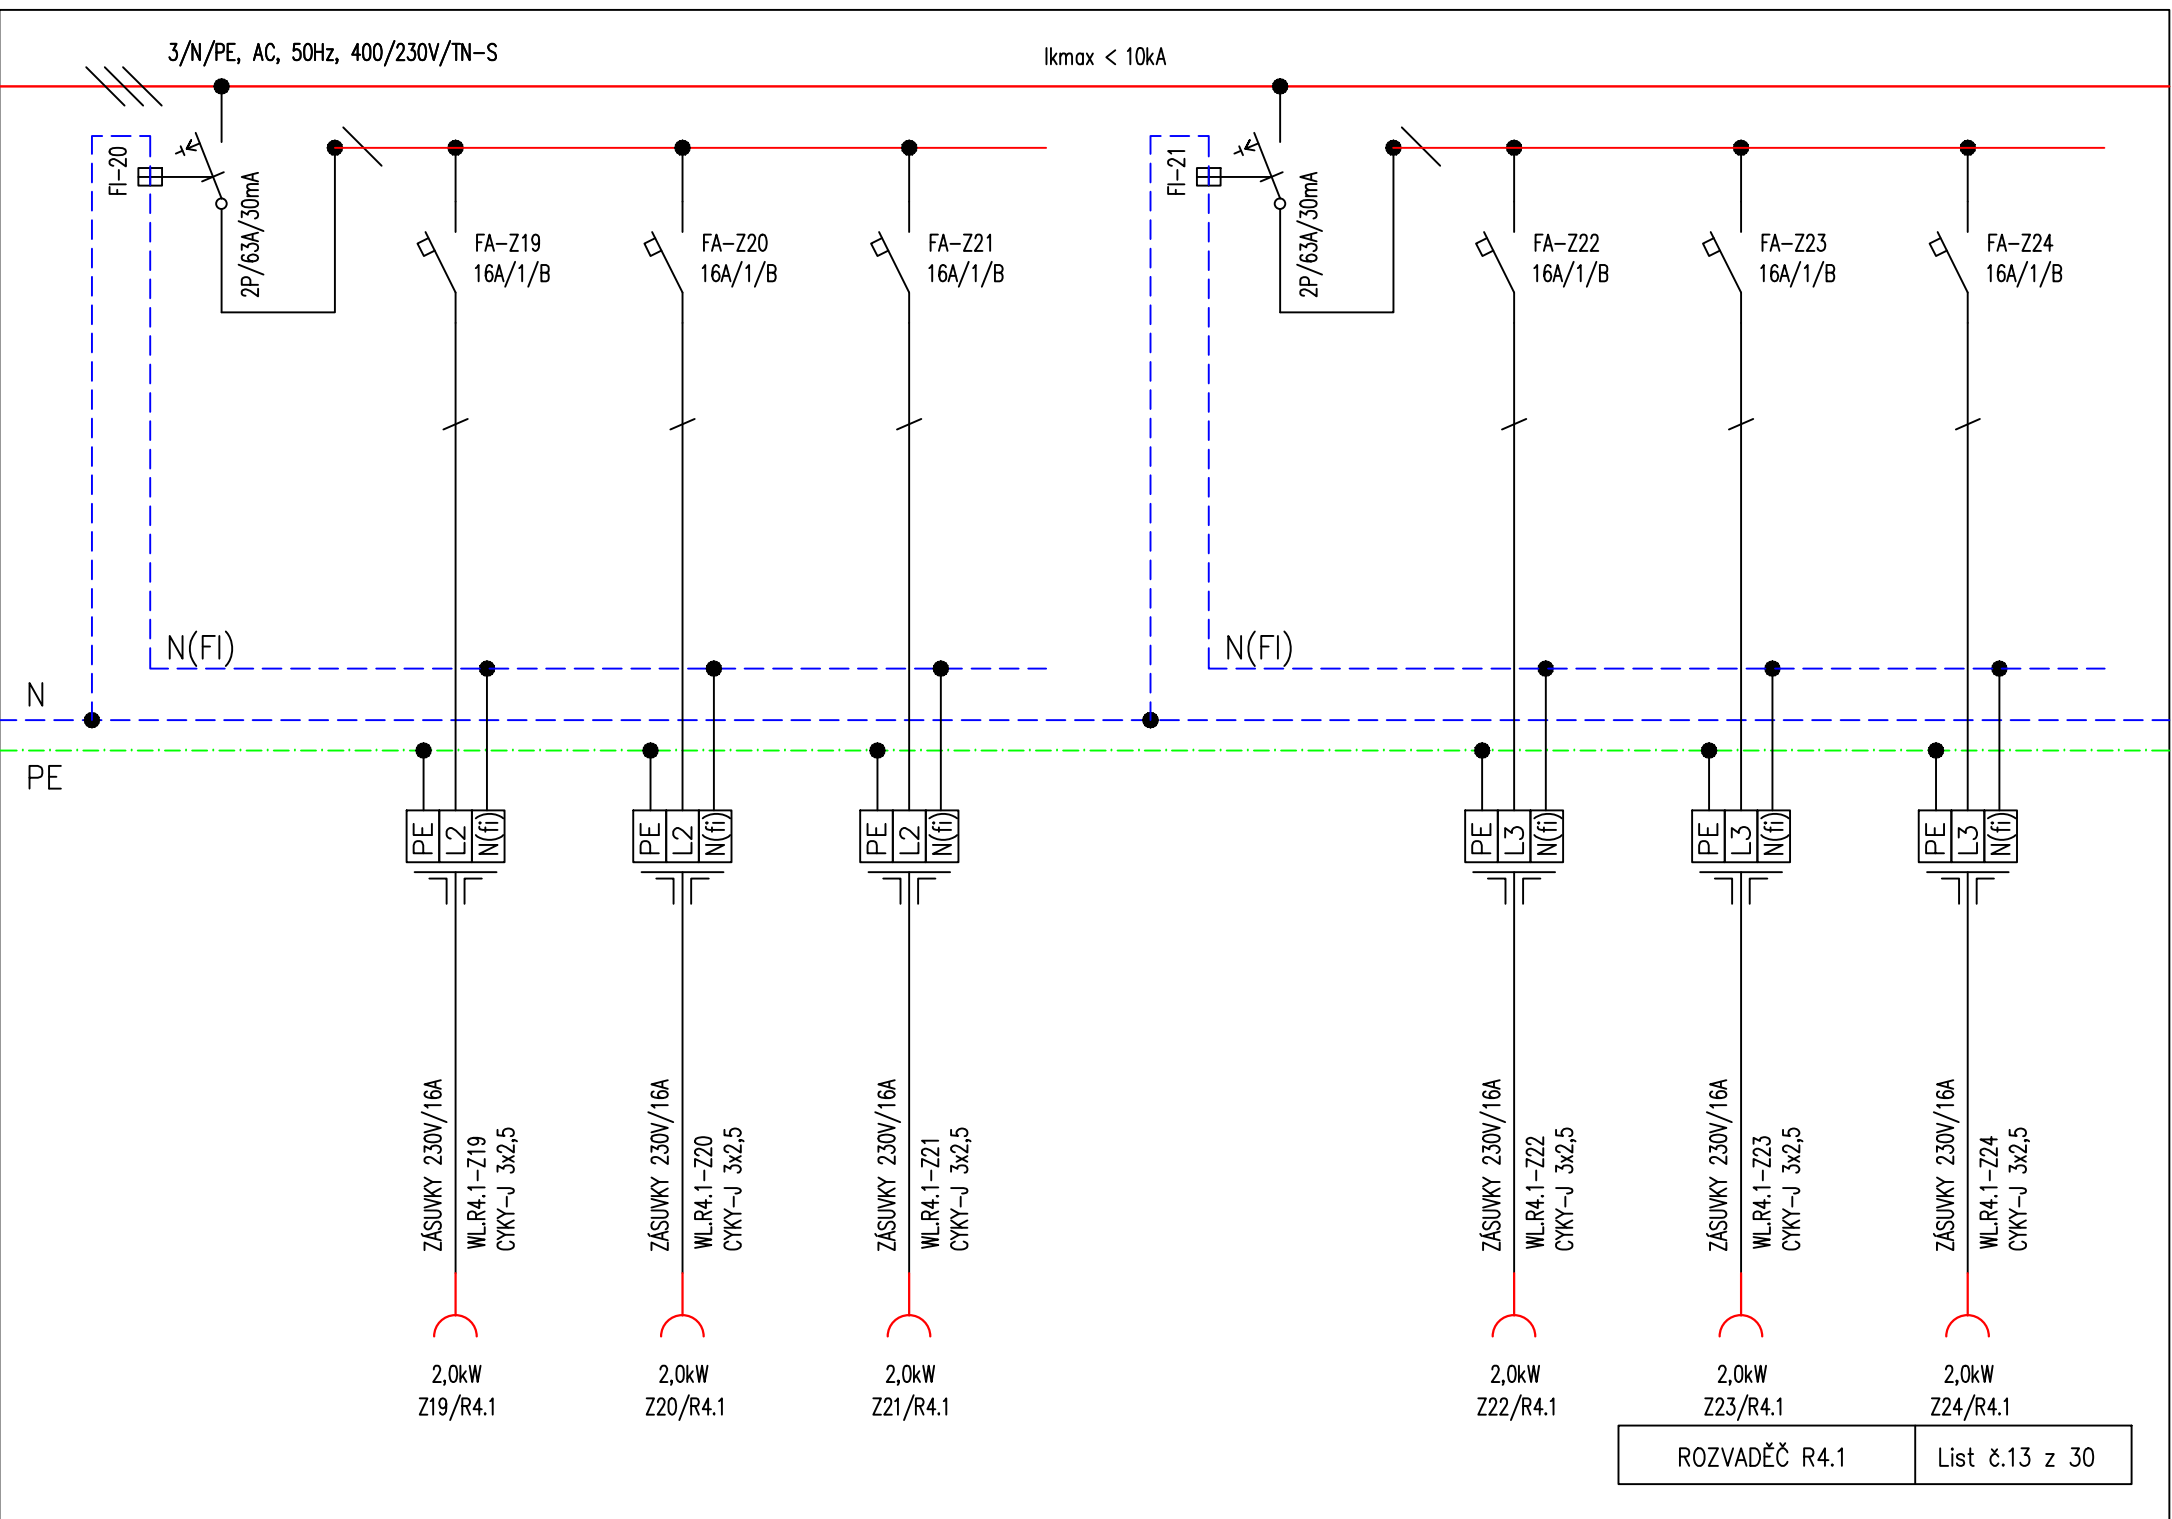 3/N/PE, AC, 50Hz, 400/230V/TN-S
Ikmax < 10kA
FI-20
2P/63A/30mA
FA-Z19
16A/1/B
FA-Z20
16A/1/B
FA-Z21
16A/1/B
FI-21
2P/63A/30mA
FA-Z22
16A/1/B
FA-Z23
16A/1/B
FA-Z24
16A/1/B
N(FI)
N(FI)
N
PE
PE
L2
N(fi)
PE
L2
N(fi)
PE
L2
N(fi)
PE
L3
N(fi)
PE
L3
N(fi)
PE
L3
N(fi)
ZÁSUVKY 230V/16A
WL.R4.1-Z19
CYKY-J 3x2,5
ZÁSUVKY 230V/16A
WL.R4.1-Z20
CYKY-J 3x2,5
ZÁSUVKY 230V/16A
WL.R4.1-Z21
CYKY-J 3x2,5
ZÁSUVKY 230V/16A
WL.R4.1-Z22
CYKY-J 3x2,5
ZÁSUVKY 230V/16A
WL.R4.1-Z23
CYKY-J 3x2,5
ZÁSUVKY 230V/16A
WL.R4.1-Z24
CYKY-J 3x2,5
2,0kW
Z19/R4.1
2,0kW
Z20/R4.1
2,0kW
Z21/R4.1
2,0kW
Z22/R4.1
2,0kW
Z23/R4.1
2,0kW
Z24/R4.1
ROZVADĚČ R4.1
List č.13 z 30